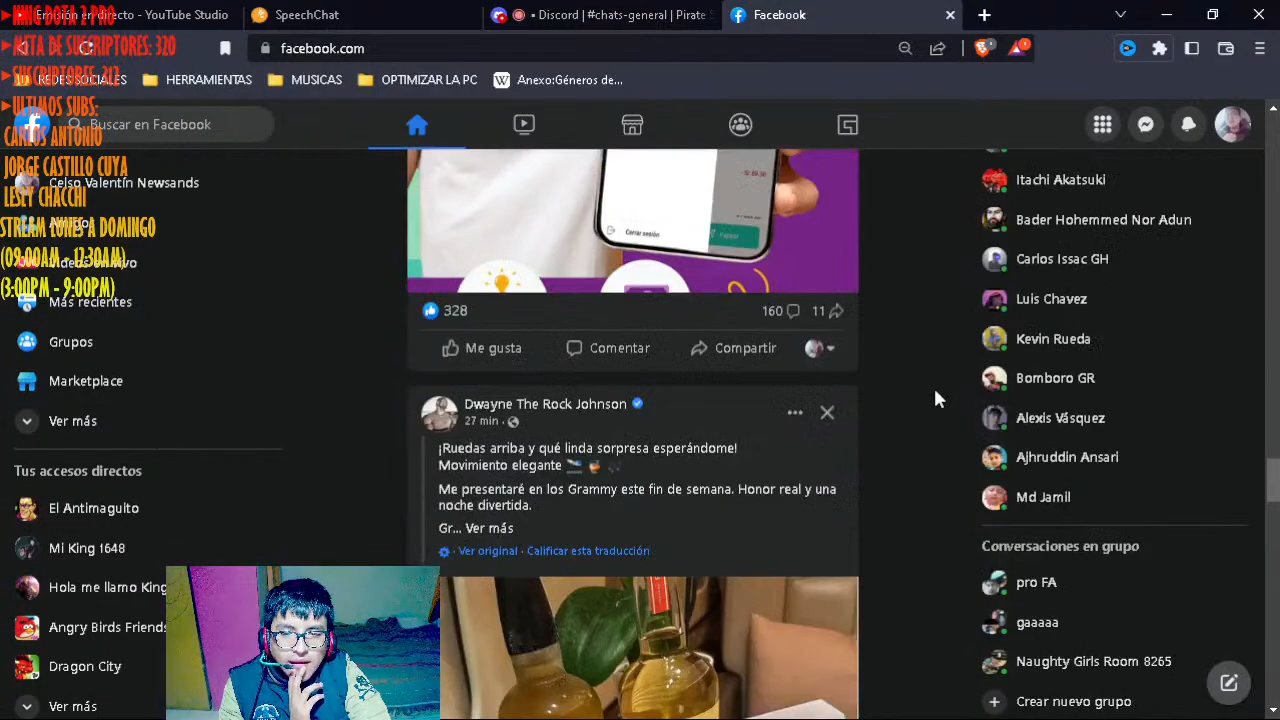 Emisión en directo - YouTube Studio
SpeechChat
Discord | #chats-general | Pirate
Facebook
facebook.com
REDES SOCIALES
HERRAMIENTAS
MUSICAS
OPTIMIZAR LA PC
Anexo:Géneros de...
META DE SUSCRIPTORES: 320
SUSCRIPTORES: 313
ULTIMOS SUBS:
CARLOS ANTONIO
JORGE CASTILLO CUYA
LESLY CHACCHI
STREAM LUNES A DOMINGO
(3:00PM - 9:00PM)
Buscar en Facebook
Celso Valentín Newsands
Amigos
Más recientes
Grupos
Marketplace
Ver más
Tus accesos directos
El Antimaguito
Mi King 1648
Hola me llamo King
Angry Birds Friends
Dragon City
Ver más
Cerrar sesión
328
160
11
Me gusta
Comentar
Compartir
Dwayne The Rock Johnson
27 min ·
¡Ruedas arriba y qué linda sorpresa esperándome!
Movimiento elegante
Me presentaré en los Grammy este fin de semana. Honor real y una
noche divertida.
Gr... Ver más
· Ver original · Calificar esta traducción
Itachi Akatsuki
Bader Hohemmed Nor Adun
Carlos Issac GH
Luis Chavez
Kevin Rueda
Bomboro GR
Alexis Vásquez
Ajhruddin Ansari
Md Jamil
Conversaciones en grupo
pro FA
gaaaaa
Naughty Girls Room 8265
Crear nuevo grupo